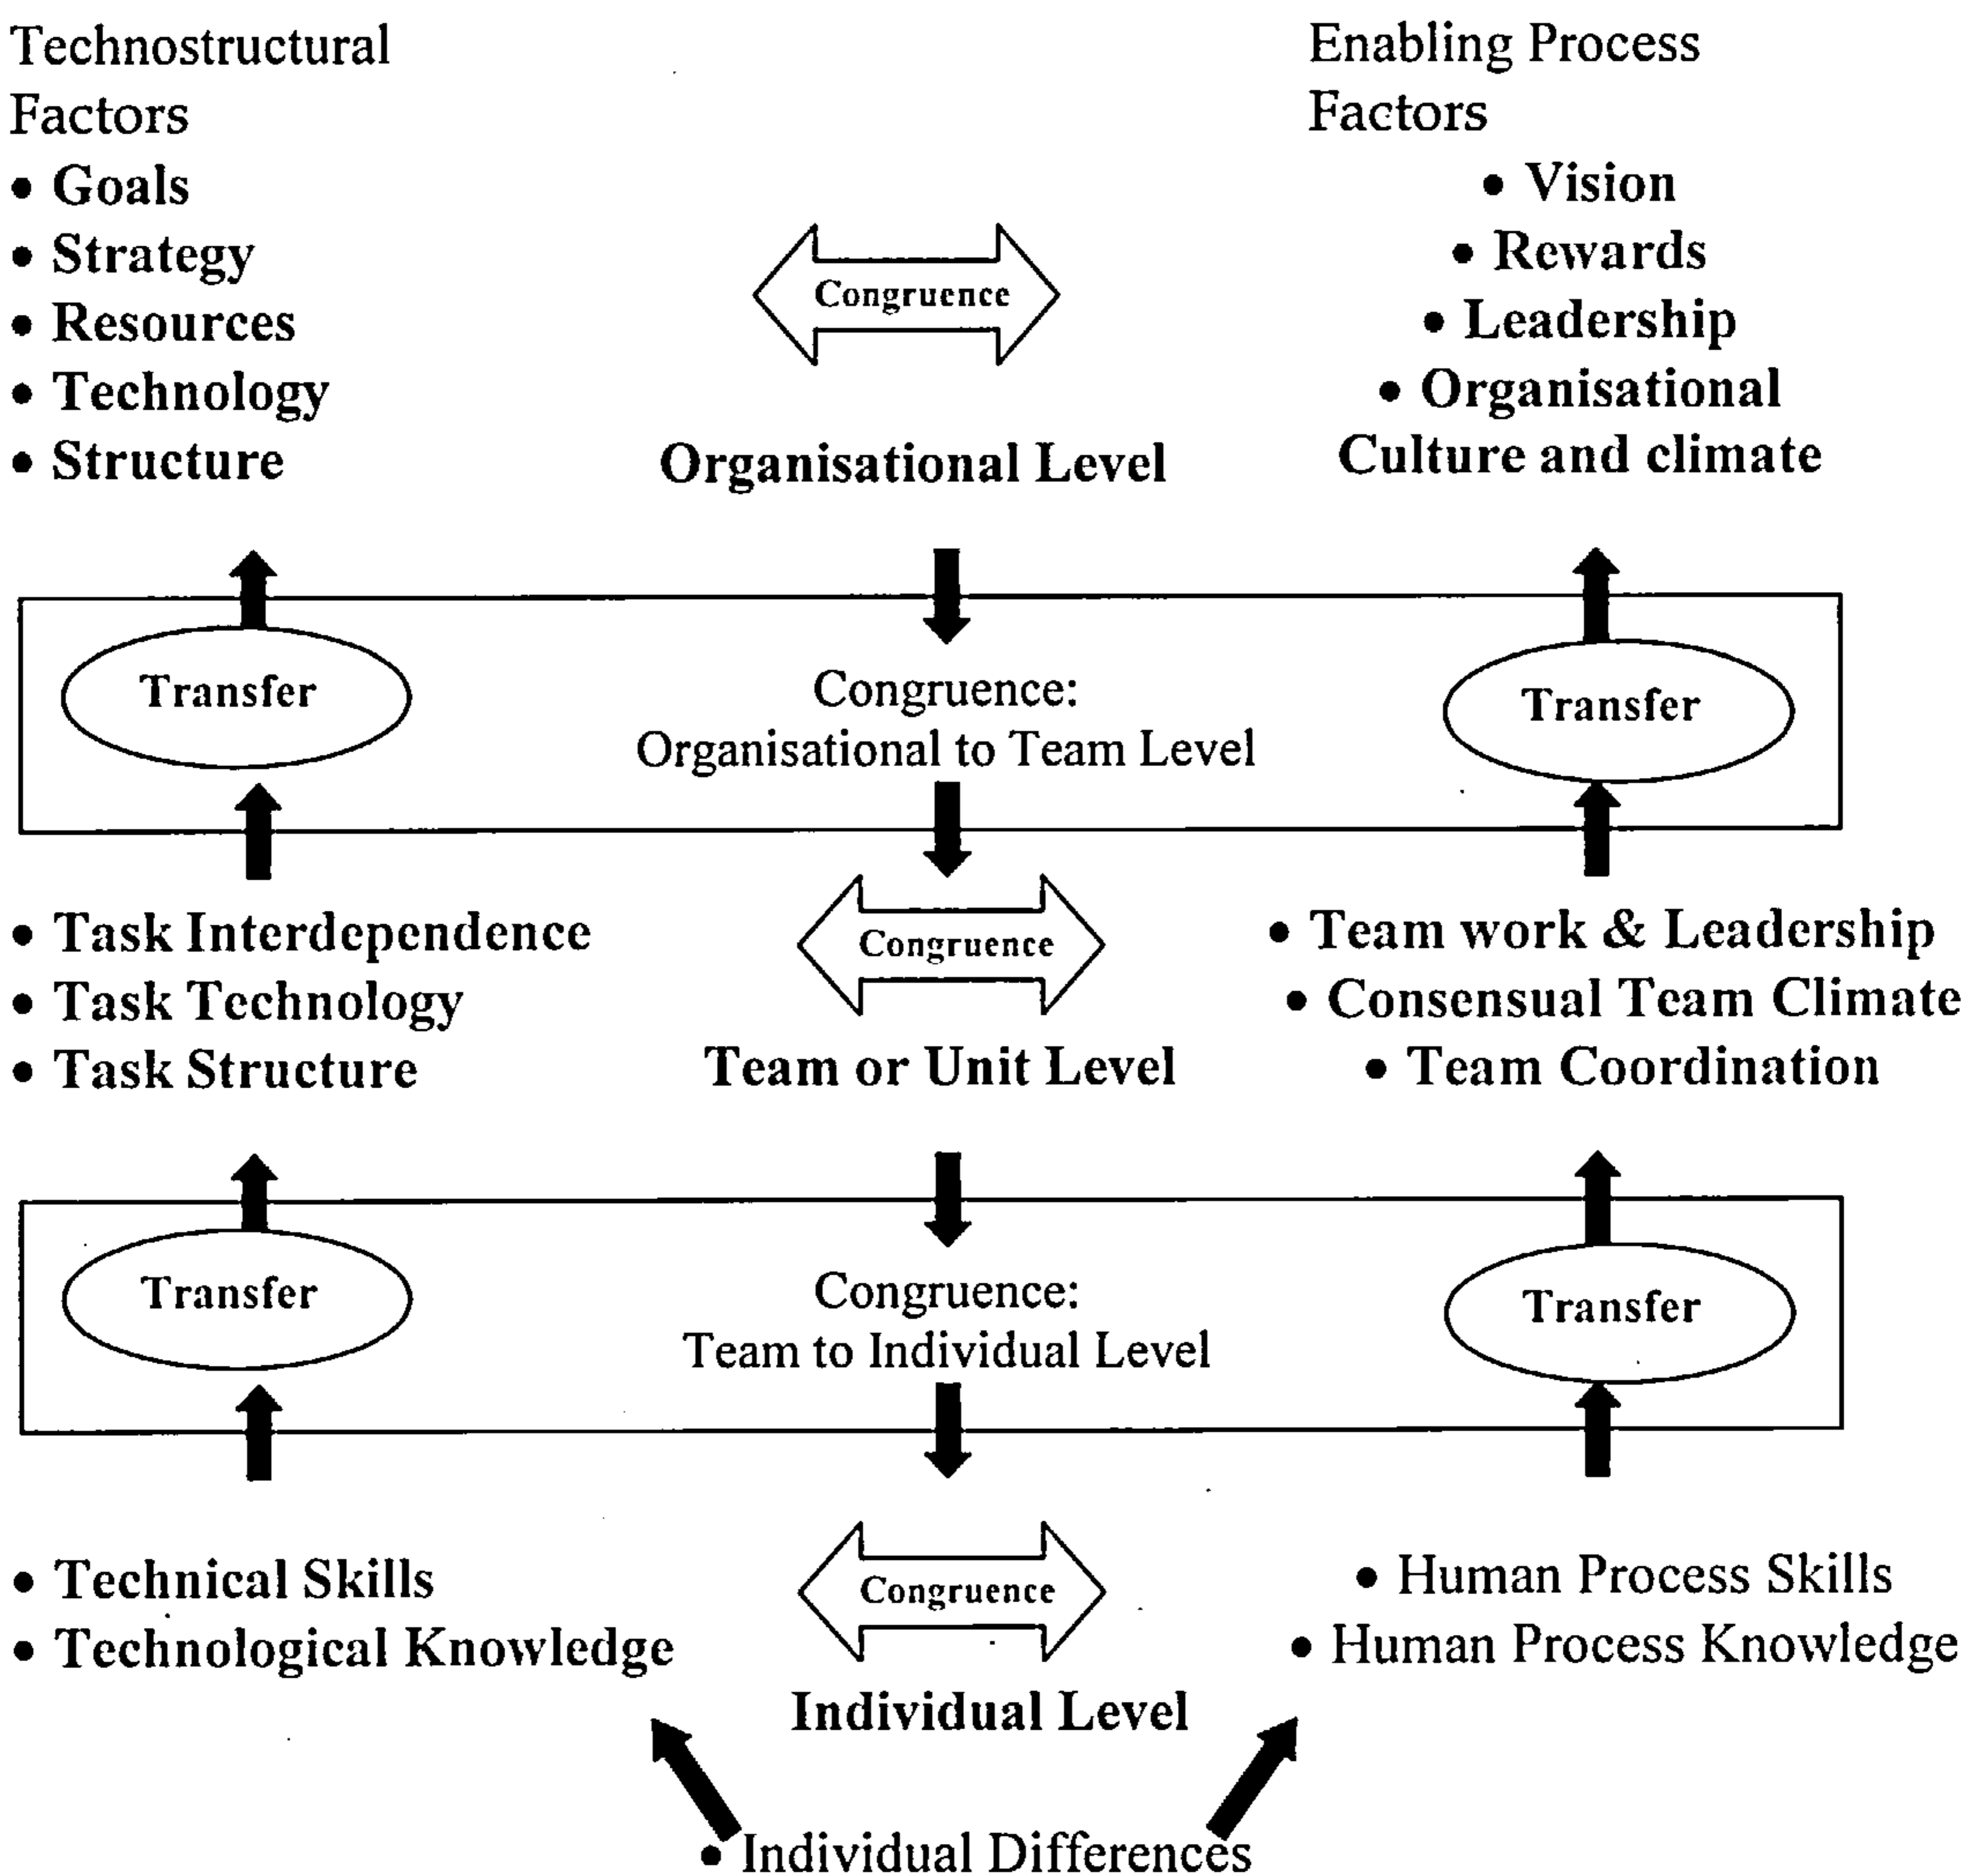 Technostructural
Factors
• Goals
• Strategy
• Resources
• Technology
• Structure
Congruence
Organisational Level
Enabling Process
Factors
• Vision
• Rewards
• Leadership
• Organisational
Culture and climate
Transfer
Congruence:
Organisational to Team Level
Transfer
• Task Interdependence
• Task Technology
• Task Structure
Congruence
Team or Unit Level
• Team work & Leadership
• Consensual Team Climate
• Team Coordination
Transfer
Congruence:
Team to Individual Level
Transfer
• Technical Skills
• Technological Knowledge
Congruence
Individual Level
• Human Process Skills
• Human Process Knowledge
• Individual Differences